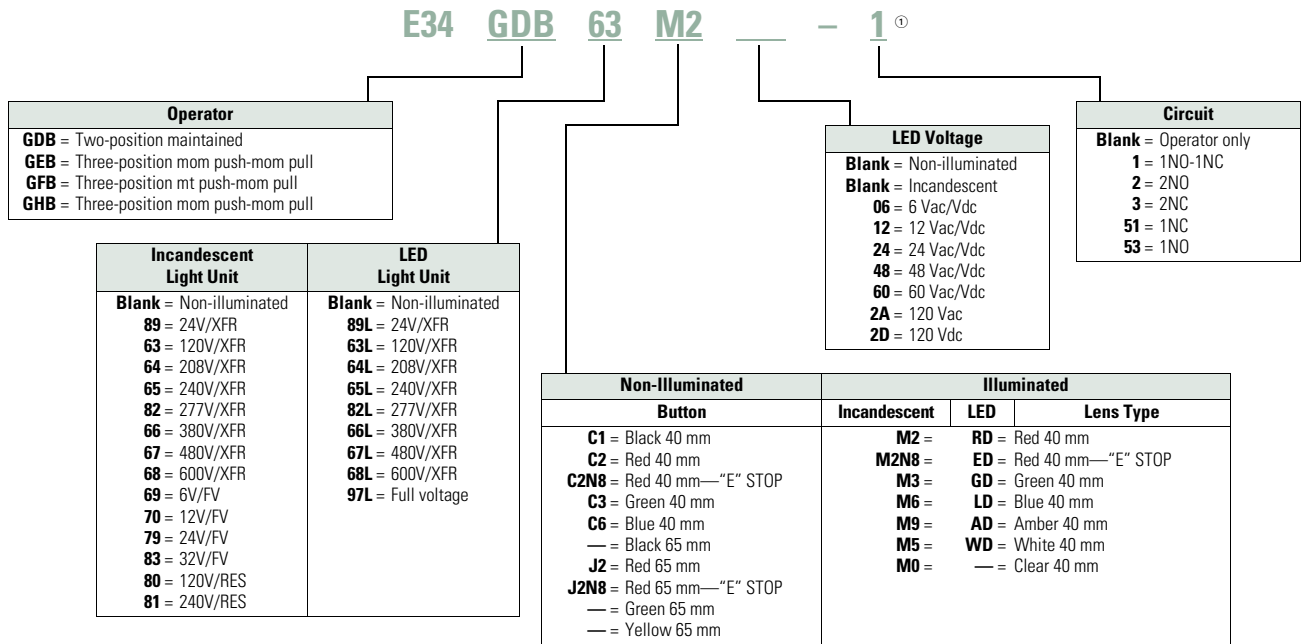 E34 GDB 63 M2 ___ – 1 ①
Operator
GDB = Two-position maintained
GEB = Three-position mom push-mom pull
GFB = Three-position mt push-mom pull
GHB = Three-position mom push-mom pull
Incandescent
Light Unit
Blank = Non-illuminated
89 = 24V/XFR
63 = 120V/XFR
64 = 208V/XFR
65 = 240V/XFR
82 = 277V/XFR
66 = 380V/XFR
67 = 480V/XFR
68 = 600V/XFR
69 = 6V/FV
70 = 12V/FV
79 = 24V/FV
83 = 32V/FV
80 = 120V/RES
81 = 240V/RES
LED
Light Unit
Blank = Non-illuminated
89L = 24V/XFR
63L = 120V/XFR
64L = 208V/XFR
65L = 240V/XFR
82L = 277V/XFR
66L = 380V/XFR
67L = 480V/XFR
68L = 600V/XFR
97L = Full voltage
Non-Illuminated
Button
C1 = Black 40 mm
C2 = Red 40 mm
C2N8 = Red 40 mm—“E” STOP
C3 = Green 40 mm
C6 = Blue 40 mm
— = Black 65 mm
J2 = Red 65 mm
J2N8 = Red 65 mm—“E” STOP
— = Green 65 mm
— = Yellow 65 mm
Illuminated
Incandescent LED Lens Type
M2 = RD = Red 40 mm
M2N8 = ED = Red 40 mm—“E” STOP
M3 = GD = Green 40 mm
M6 = LD = Blue 40 mm
M9 = AD = Amber 40 mm
M5 = WD = White 40 mm
M0 = — = Clear 40 mm
LED Voltage
Blank = Non-illuminated
Blank = Incandescent
06 = 6 Vac/Vdc
12 = 12 Vac/Vdc
24 = 24 Vac/Vdc
48 = 48 Vac/Vdc
60 = 60 Vac/Vdc
2A = 120 Vac
2D = 120 Vdc
Circuit
Blank = Operator only
1 = 1NO-1NC
2 = 2NO
3 = 2NC
51 = 1NC
53 = 1NO